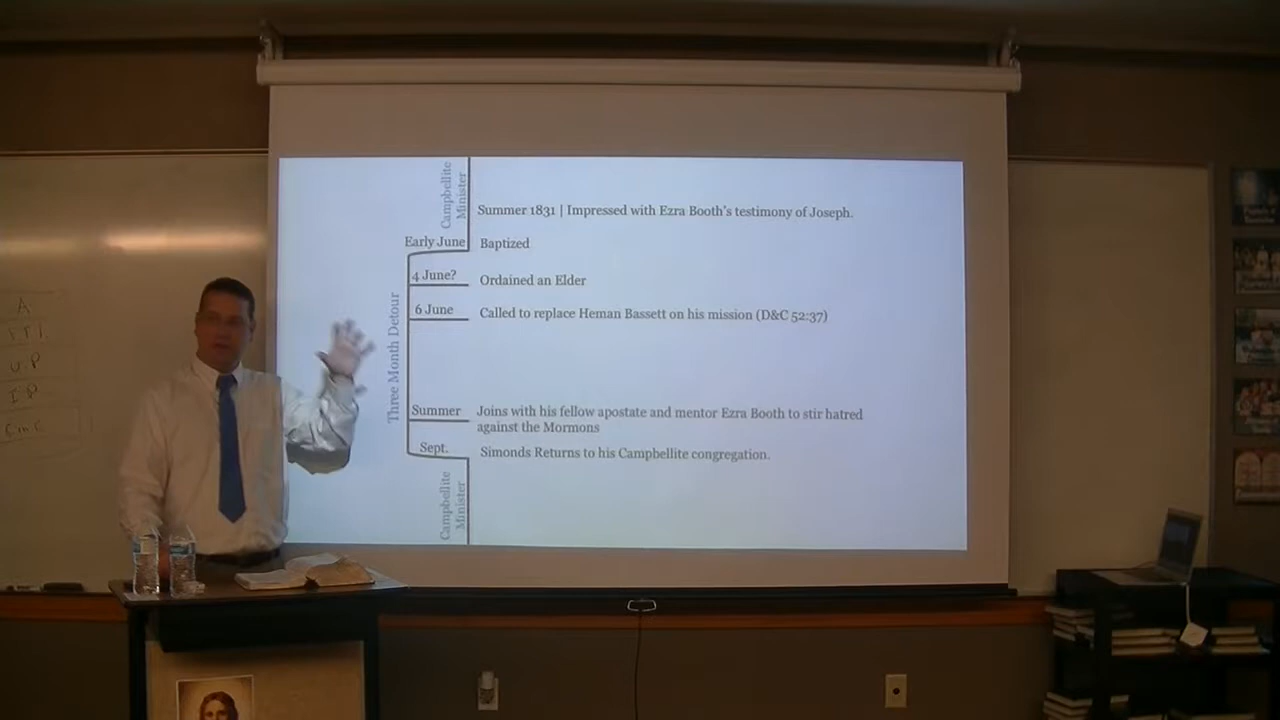 Campbellite
Minister
Summer 1831 | Impressed with Ezra Booth's testimony of Joseph.
Early June
Baptized
4 June?
Ordained an Elder
6 June
Called to replace Heman Bassett on his mission (D&C 52:37)
Three Month Detour
Summer
Joins with his fellow apostate and mentor Ezra Booth to stir hatred
against the Mormons
Sept.
Simonds Returns to his Campbellite congregation.
Campbellite
Minister
A